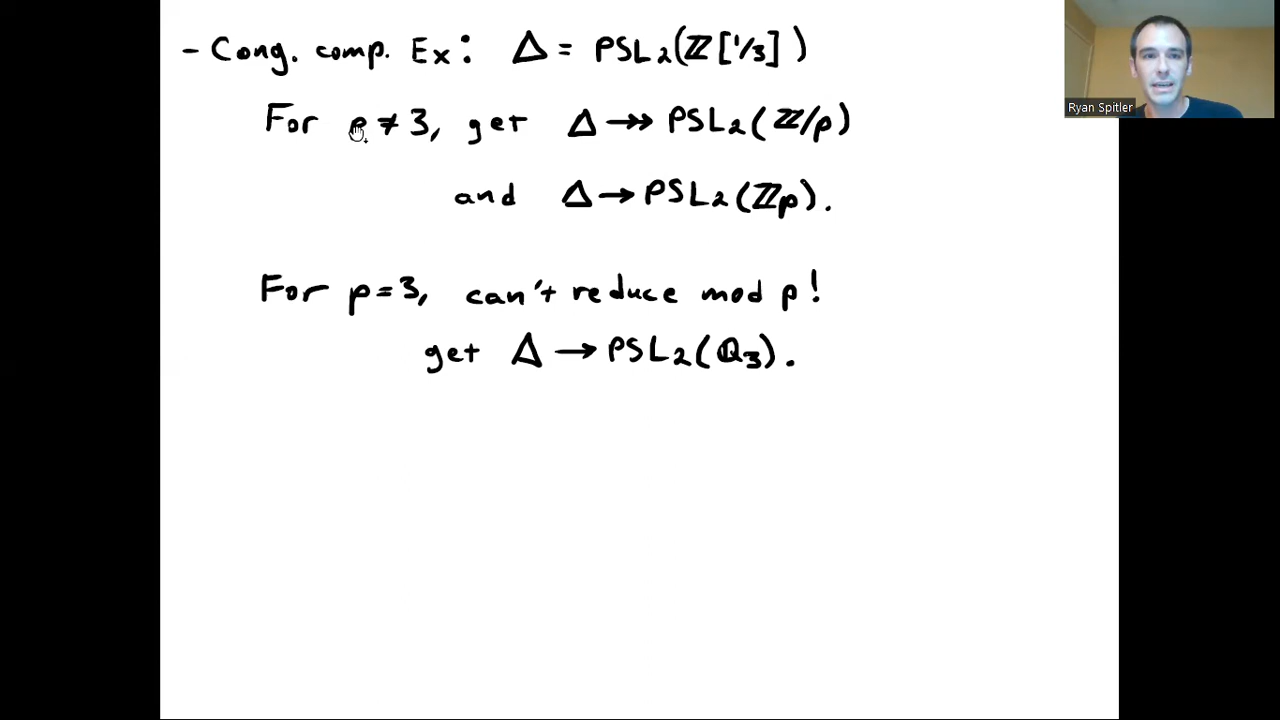 - Cong. comp. Ex: Δ = PSL₂(ℤ[1/3])
For p ≠ 3, get Δ ↠ PSL₂(ℤ/p)
and Δ → PSL₂(ℤp).
For p = 3, can't reduce mod p!
get Δ → PSL₂(ℚ₃).
Ryan Spitler